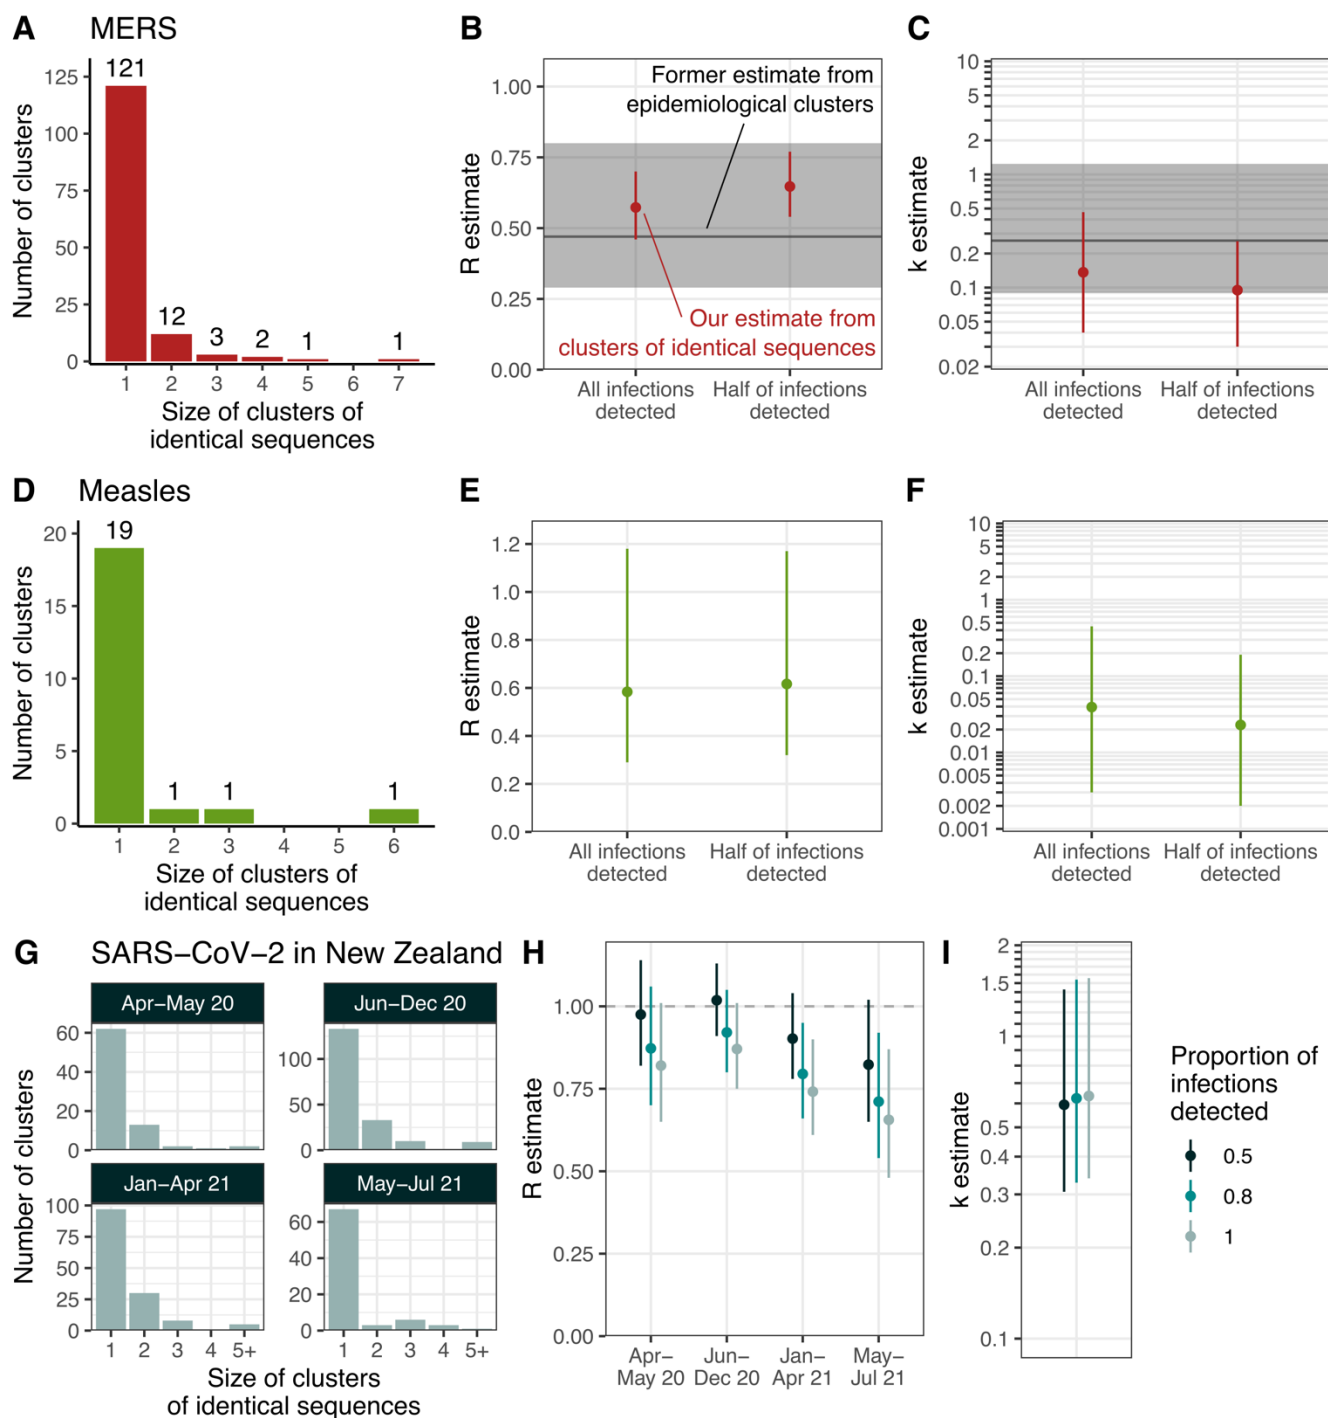 A MERS
Number of clusters
125
100
75
50
25
0
121
12
3
2
1
1
1 2 3 4 5 6 7
Size of clusters of
identical sequences
B
R estimate
1.00
0.75
0.50
0.25
0.00
Former estimate from
epidemiological clusters
Our estimate from
clusters of identical sequences
All infections
detected
Half of infections
detected
C
k estimate
10
5
2
1
0.5
0.2
0.1
0.05
0.02
All infections
detected
Half of infections
detected
D Measles
Number of clusters
20
15
10
5
0
19
1
1
1
1 2 3 4 5 6
Size of clusters of
identical sequences
E
R estimate
1.2
1.0
0.8
0.6
0.4
0.2
0.0
All infections
detected
Half of infections
detected
F
k estimate
10
5
2
1
0.5
0.2
0.1
0.05
0.02
0.01
0.005
0.002
0.001
All infections
detected
Half of infections
detected
G SARS−CoV−2 in New Zealand
Number of clusters
Number of clusters
Apr−May 20
60
40
20
0
Jun−Dec 20
100
50
0
Jan−Apr 21
100
75
50
25
0
1 2 3 4 5+
May−Jul 21
60
40
20
0
1 2 3 4 5+
Size of clusters
of identical sequences
H
R estimate
1.00
0.75
0.50
0.25
0.00
Apr−
May 20
Jun−
Dec 20
Jan−
Apr 21
May−
Jul 21
I
k estimate
2
1.5
1
0.5
0.4
0.3
0.2
0.1
Proportion of
infections
detected
0.5
0.8
1